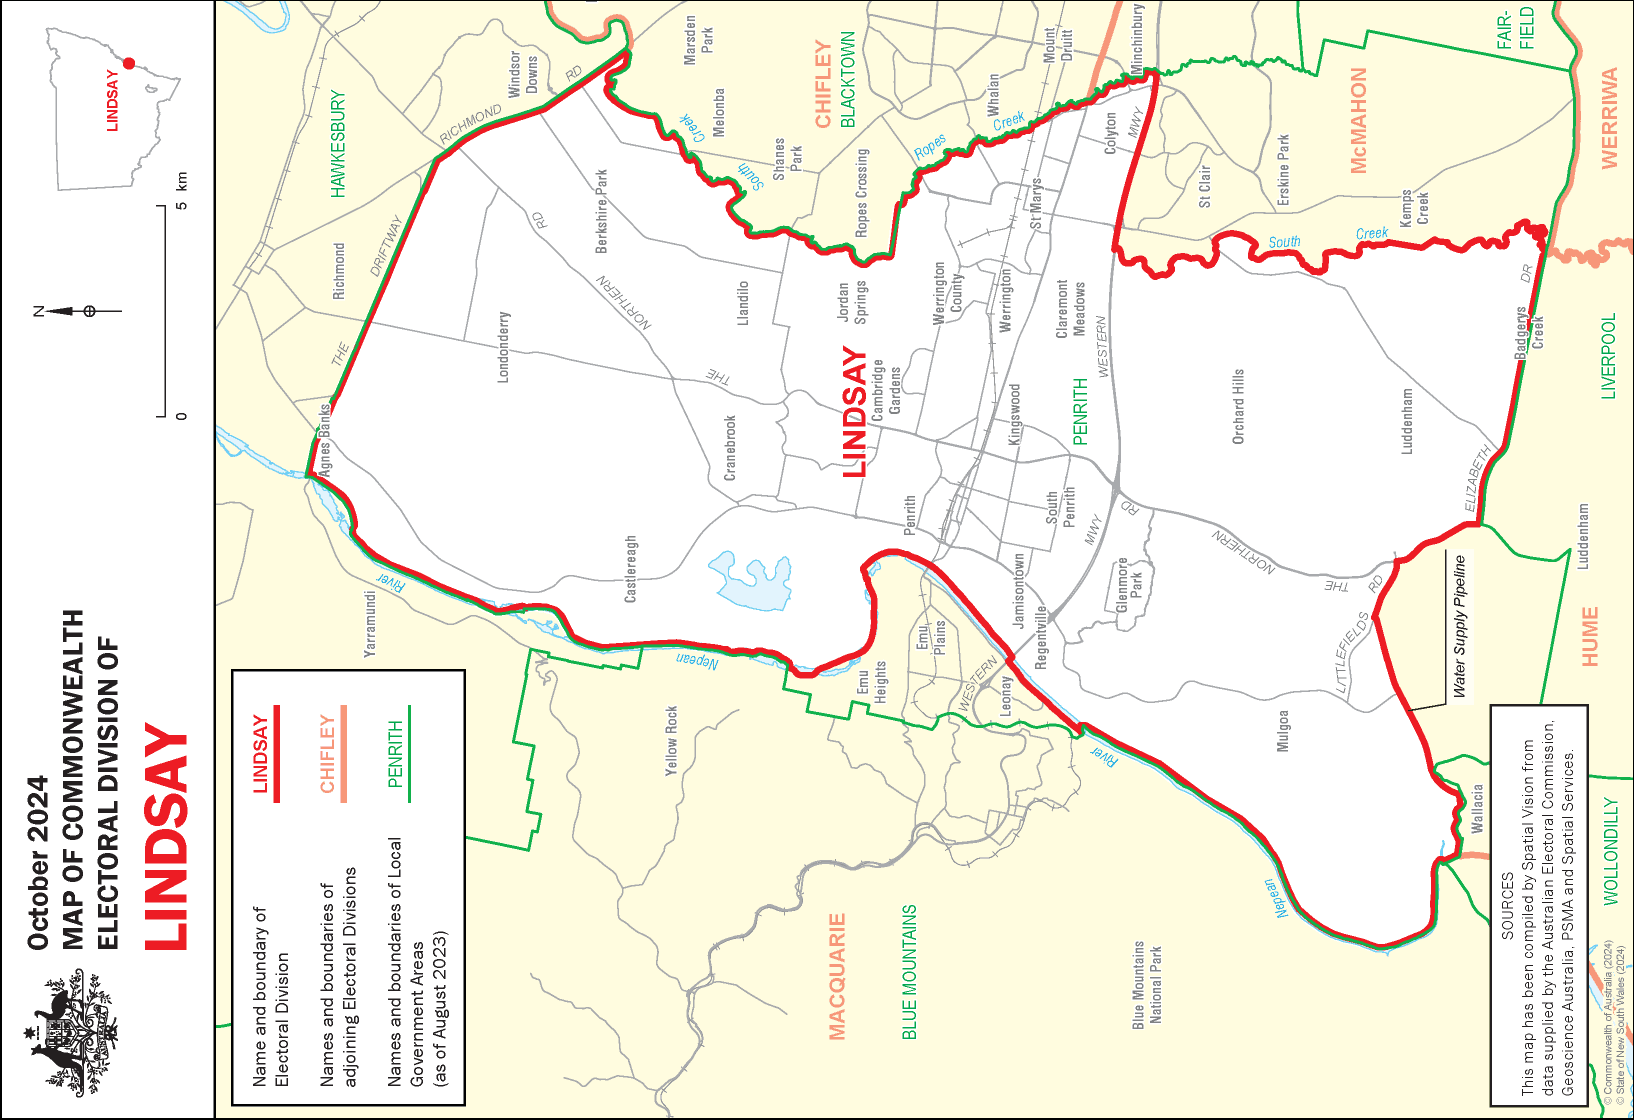 October 2024
MAP OF COMMONWEALTH
ELECTORAL DIVISION OF
LINDSAY
LINDSAY
N
0
5 km
Name and boundary of
Electoral Division
LINDSAY
Names and boundaries of
adjoining Electoral Divisions
CHIFLEY
Names and boundaries of Local
Government Areas
(as of August 2023)
PENRITH
HAWKESBURY
Richmond
THE
DRIFTWAY
RICHMOND
RD
Windsor
Downs
Agnes Banks
Yarramundi
River
Londonderry
Berkshire Park
THE
NORTHERN
RD
Marsden
Park
Melonba
South
Creek
Shanes
Park
CHIFLEY
BLACKTOWN
Ropes Crossing
Ropes
Creek
Whalan
Mount
Druitt
Minchinbury
Castlereagh
Cranebrook
Llandilo
Jordan
Springs
LINDSAY
Cambridge
Gardens
Werrington
County
Werrington
St Marys
Colyton
MWY
Claremont
Meadows
WESTERN
PENRITH
Kingswood
Penrith
South
Penrith
Jamisontown
Regentville
MWY
RD
Glenmore
Park
Nepean
Yellow Rock
Emu
Heights
Emu
Plains
WESTERN
Leonay
River
St Clair
Erskine Park
McMAHON
Kemps
Creek
South
Creek
FAIR-
FIELD
WERRIWA
Orchard Hills
Luddenham
Badgerys
Creek
ELIZABETH
DR
LIVERPOOL
THE
NORTHERN
LITTLEFIELDS
RD
Luddenham
HUME
Water Supply Pipeline
Mulgoa
Wallacia
Nepean
WOLLONDILLY
MACQUARIE
BLUE MOUNTAINS
Blue Mountains
National Park
SOURCES
This map has been compiled by Spatial Vision from
data supplied by the Australian Electoral Commission,
Geoscience Australia, PSMA and Spatial Services.
© Commonwealth of Australia (2024)
© State of New South Wales (2024)